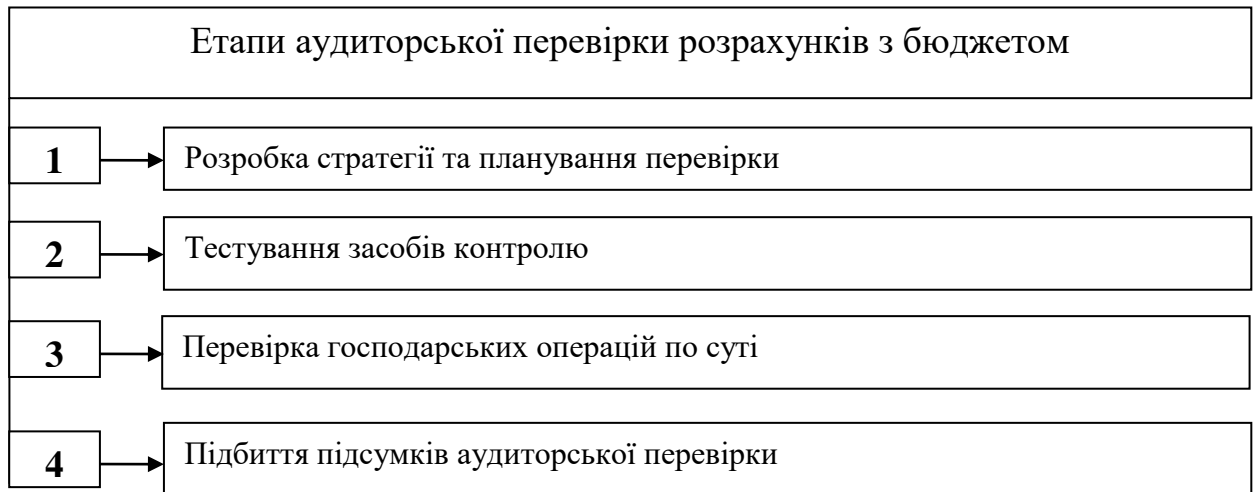 Етапи аудиторської перевірки розрахунків з бюджетом
1 Розробка стратегії та планування перевірки
2 Тестування засобів контролю
3 Перевірка господарських операцій по суті
4 Підбиття підсумків аудиторської перевірки